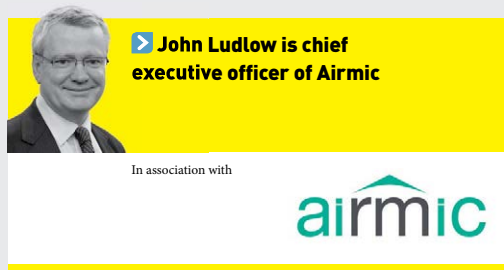 John Ludlow is chief
executive officer of Airmic
In association with
airmic